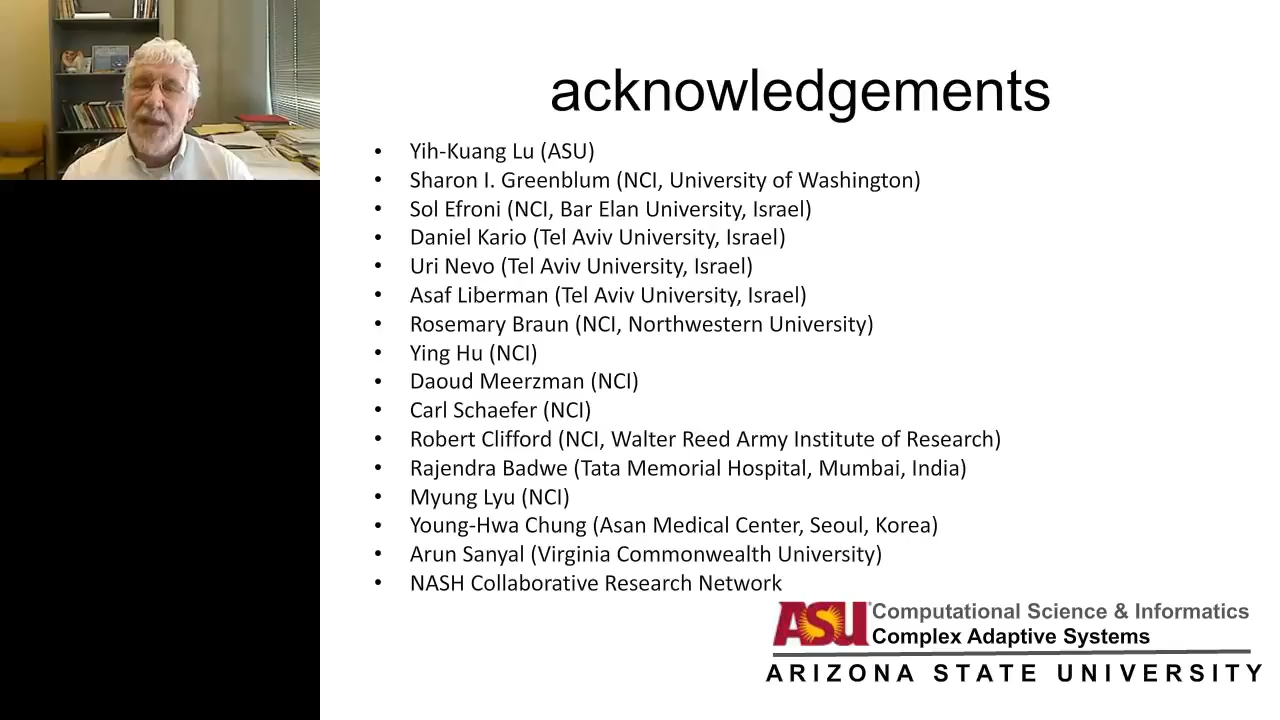 acknowledgements
• Yih-Kuang Lu (ASU)
• Sharon I. Greenblum (NCI, University of Washington)
• Sol Efroni (NCI, Bar Elan University, Israel)
• Daniel Kario (Tel Aviv University, Israel)
• Uri Nevo (Tel Aviv University, Israel)
• Asaf Liberman (Tel Aviv University, Israel)
• Rosemary Braun (NCI, Northwestern University)
• Ying Hu (NCI)
• Daoud Meerzman (NCI)
• Carl Schaefer (NCI)
• Robert Clifford (NCI, Walter Reed Army Institute of Research)
• Rajendra Badwe (Tata Memorial Hospital, Mumbai, India)
• Myung Lyu (NCI)
• Young-Hwa Chung (Asan Medical Center, Seoul, Korea)
• Arun Sanyal (Virginia Commonwealth University)
• NASH Collaborative Research Network
ASU Computational Science & Informatics
Complex Adaptive Systems
ARIZONA STATE UNIVERSITY